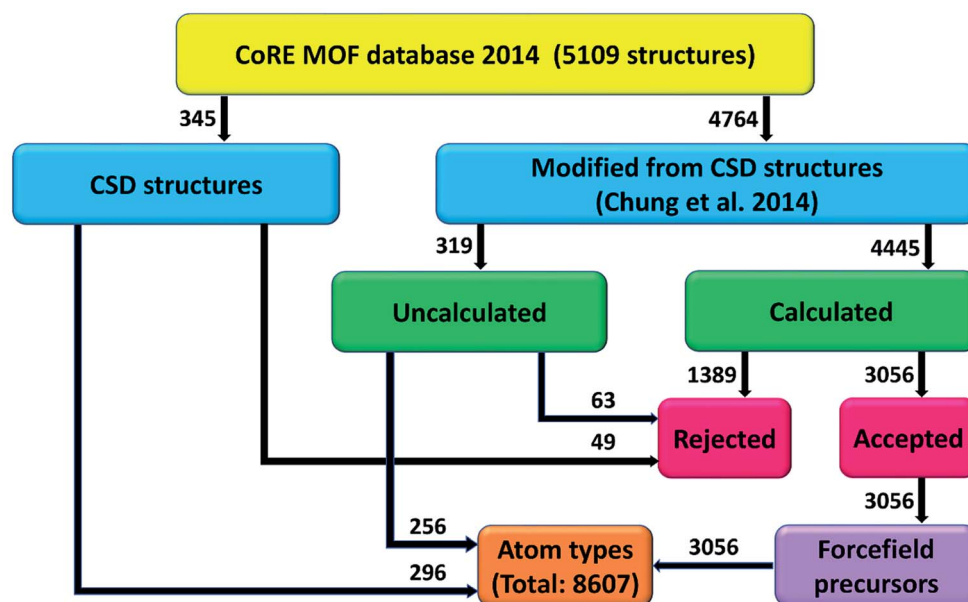 CoRE MOF database 2014 (5109 structures)
345
4764
CSD structures
Modified from CSD structures
(Chung et al. 2014)
319
4445
Uncalculated
Calculated
1389
3056
63
Rejected
Accepted
49
3056
256
Atom types
(Total: 8607)
3056
Forcefield
precursors
296